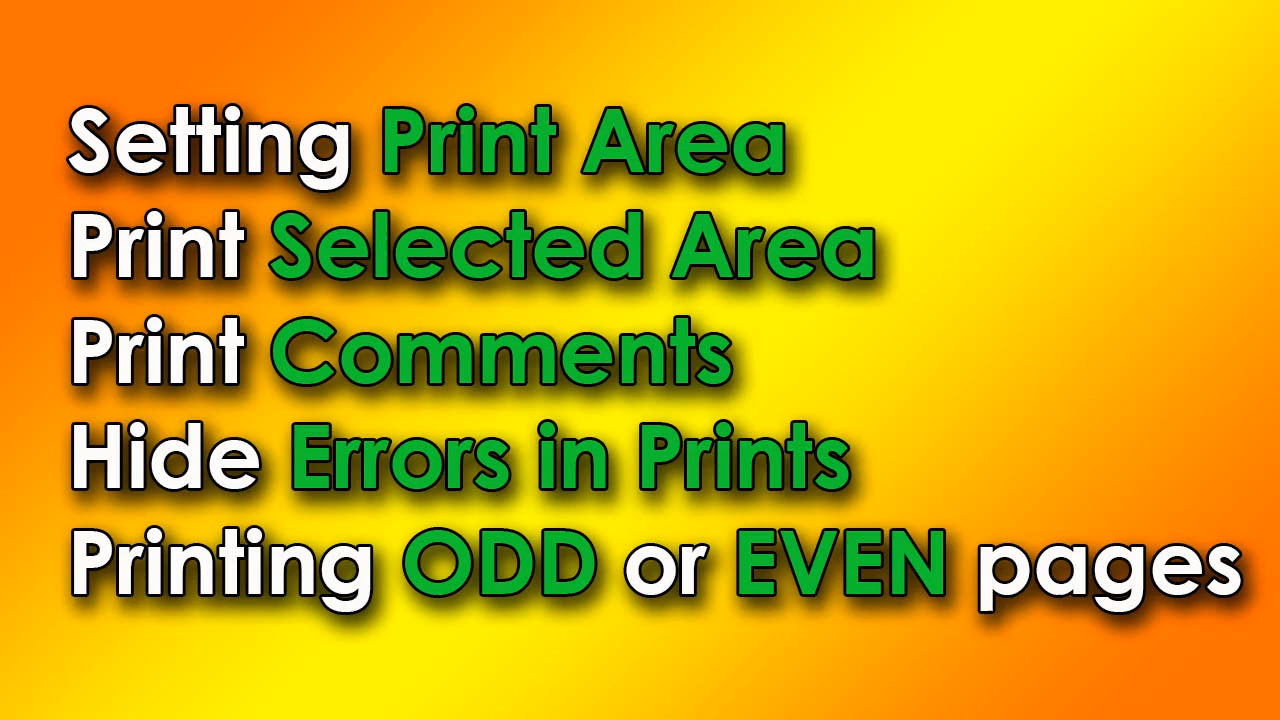 Setting Print Area
Print Selected Area
Print Comments
Hide Errors in Prints
Printing ODD or EVEN pages